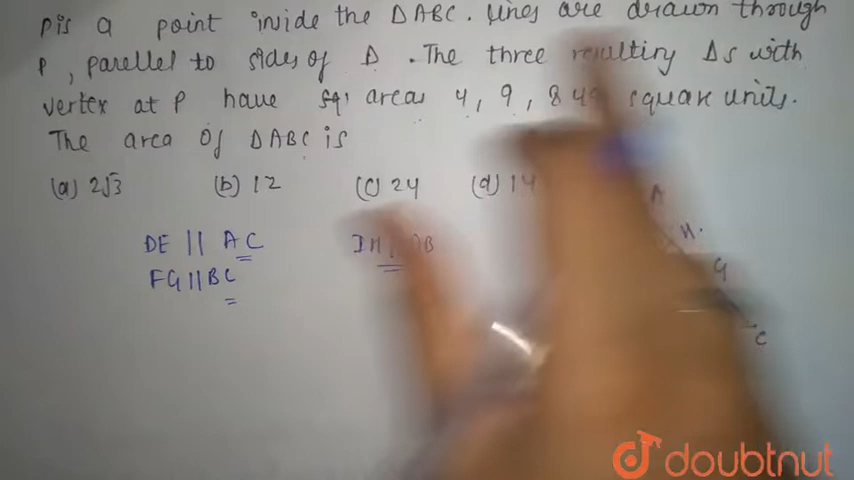 P is a point inside the ΔABC. lines are drawn through
P, parellel to sides of Δ. The three resulting Δs with
vertex at P have areas 4, 9, & 49 square units.
The area of ΔABC is
(a) 2√3 (b) 12 (c) 24 (d) 14
A
DE || AC
H.
FG || BC
G
C
doubtnut